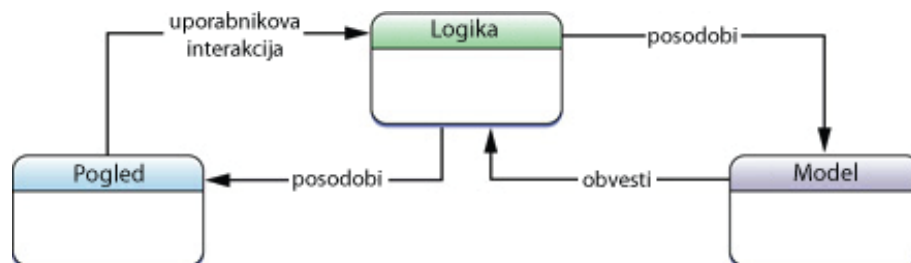 uporabnikova
interakcija
Logika
posodobi
Pogled
posodobi
obvesti
Model